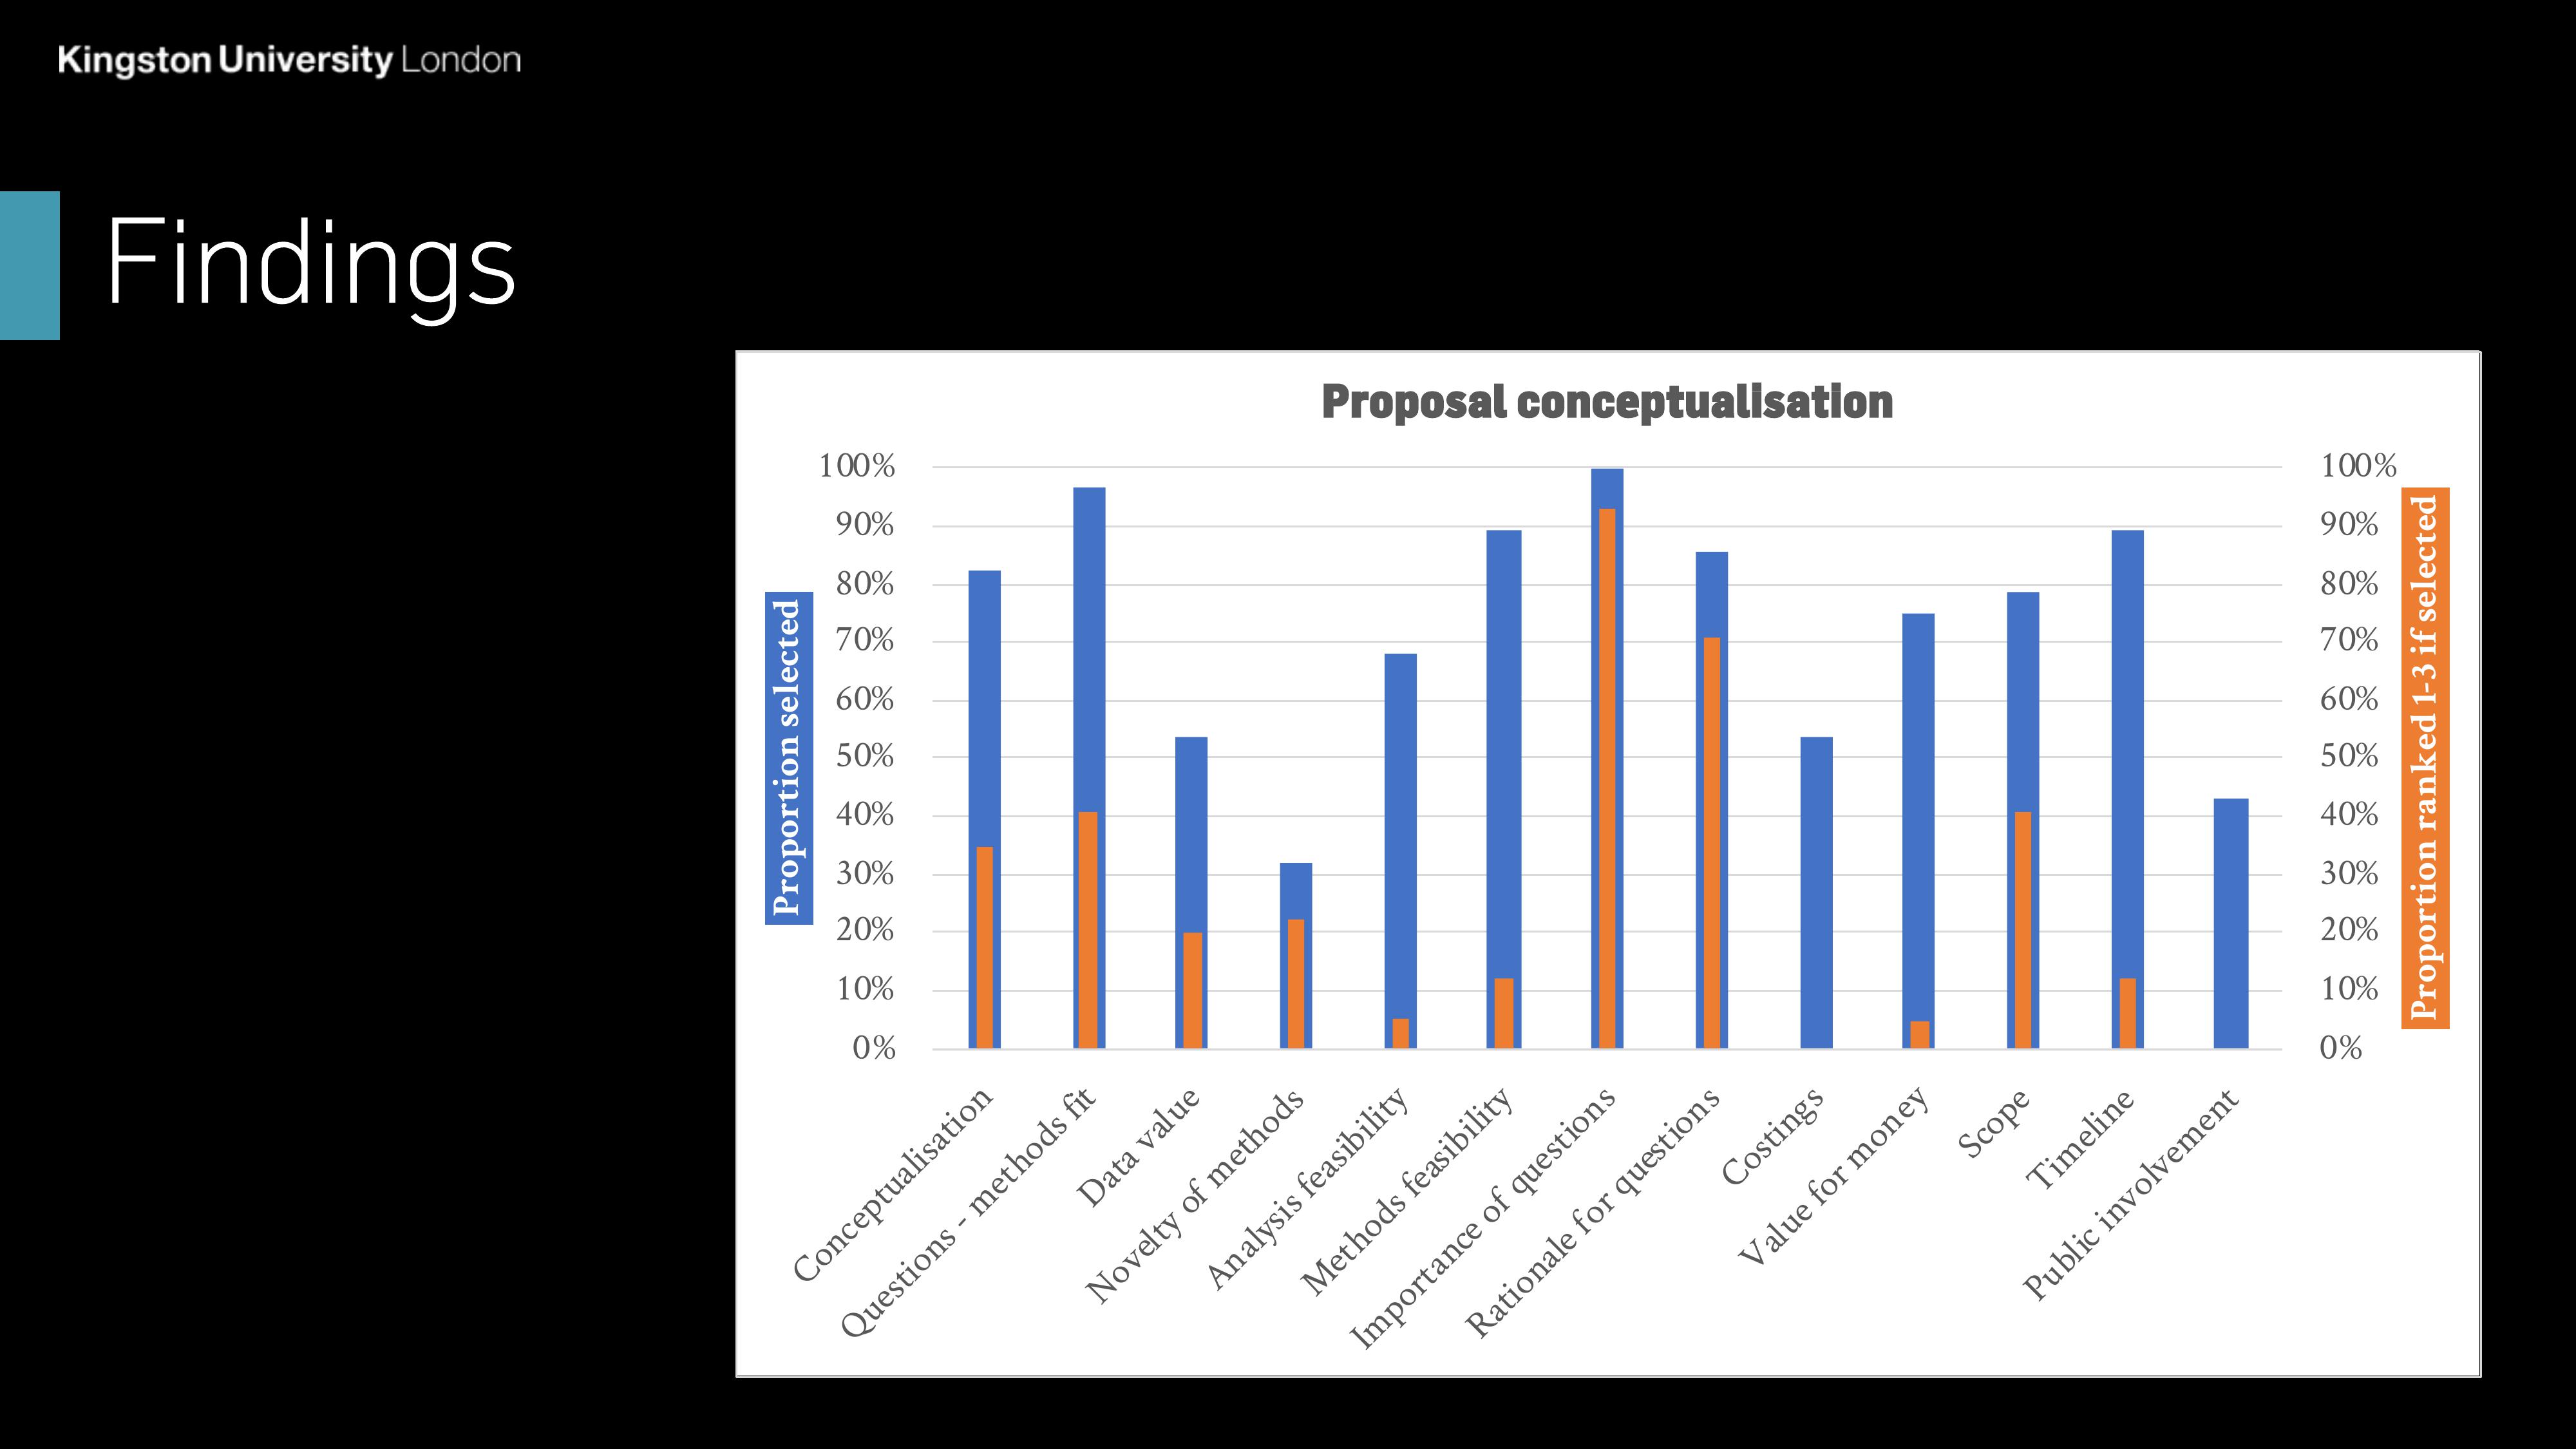 Kingston University London
Findings
Proposal conceptualisation
Proportion selected
100%
90%
80%
70%
60%
50%
40%
30%
20%
10%
0%
100%
90%
80%
70%
60%
50%
40%
30%
20%
10%
0%
Proportion ranked 1-3 if selected
Conceptualisation
Questions - methods fit
Data value
Novelty of methods
Analysis feasibility
Methods feasibility
Importance of questions
Rationale for questions
Costings
Value for money
Scope
Timeline
Public involvement